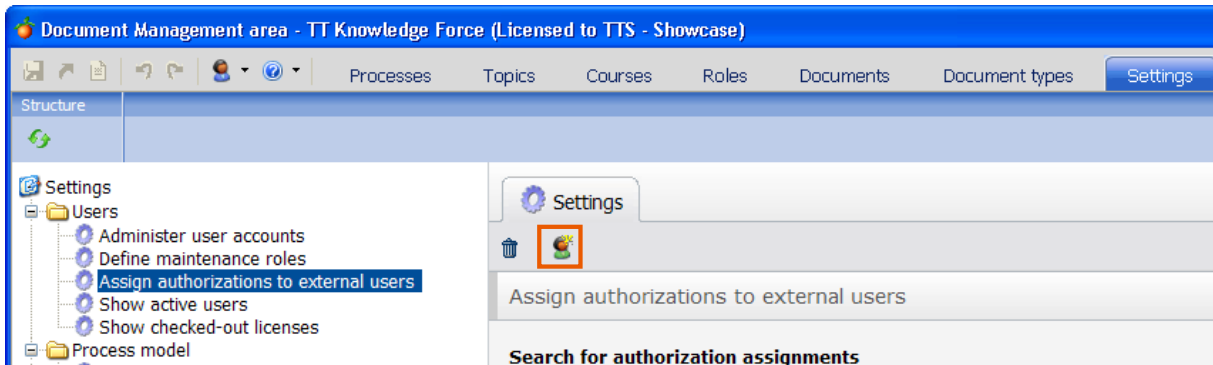 Document Management area - TT Knowledge Force (Licensed to TTS - Showcase)
Processes Topics Courses Roles Documents Document types Settings
Structure
Settings
Users
Administer user accounts
Define maintenance roles
Assign authorizations to external users
Show active users
Show checked-out licenses
Process model
Settings
Assign authorizations to external users
Search for authorization assignments